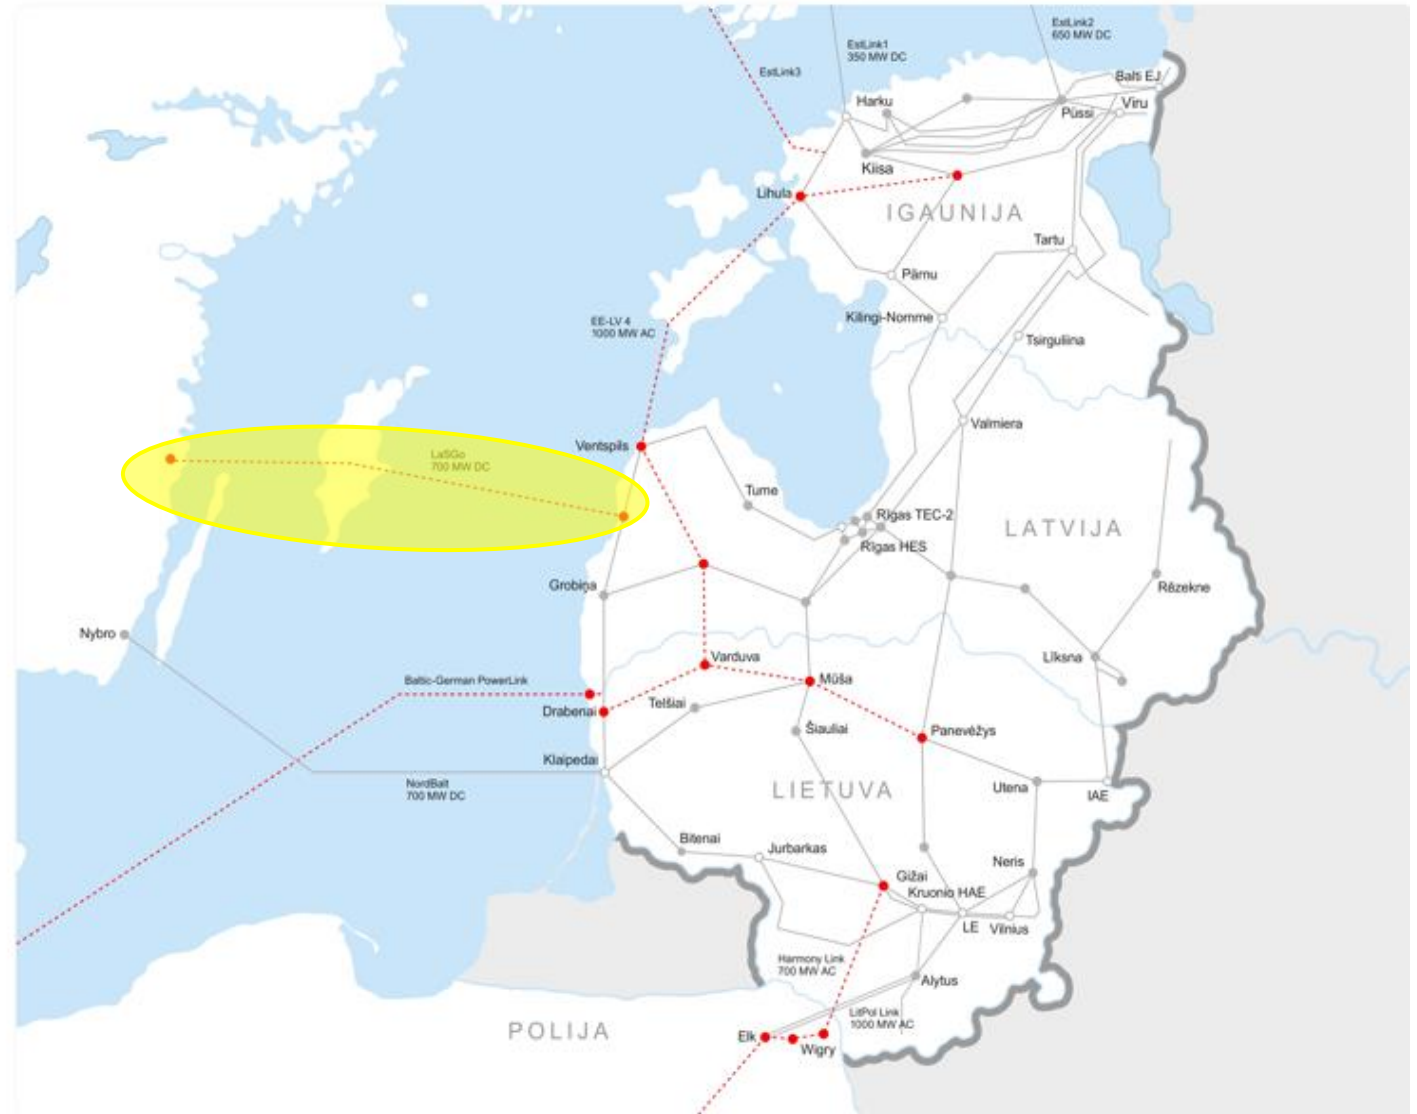 EstLink2
650 MW DC
EstLink1
350 MW DC
EstLink3
Balti EJ
Harku
Viru
Püssi
Kiisa
Lihula
IGAUNIJA
Tartu
Pärnu
EE-LV 4
1000 MW AC
Kilingi-Nomme
Tsirguliina
Valmiera
Ventspils
LaSGo
700 MW DC
Tume
Rīgas TEC-2
LATVIJA
Rīgas HES
Grobiņa
Rēzekne
Nybro
Varduva
Līksna
Baltic-German PowerLink
Mūša
Telšiai
Drabenai
Šiauliai
Panevėžys
Klaipedai
NordBalt
700 MW DC
LIETUVA
Utena
IAE
Bitenai
Jurbarkas
Neris
Gižai
Kruonio HAE
LE
Vilnius
Harmony Link
700 MW AC
Alytus
LitPol Link
1000 MW AC
POLIJA
Elk
Wigry